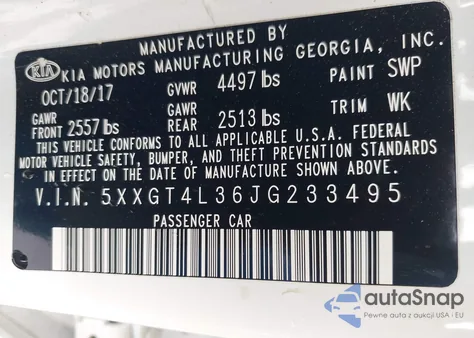 MANUFACTURED BY
KIA KIA MOTORS MANUFACTURING GEORGIA, INC.
OCT/18/17 GVWR 4497 lbs PAINT SWP
GAWR FRONT 2557 lbs GAWR REAR 2513 lbs TRIM WK
THIS VEHICLE CONFORMS TO ALL APPLICABLE U.S.A. FEDERAL
MOTOR VEHICLE SAFETY, BUMPER, AND THEFT PREVENTION STANDARDS
IN EFFECT ON THE DATE OF MANUFACTURE SHOWN ABOVE.
V.I.N. 5XXGT4L36JG233495
PASSENGER CAR
autaSnap
Pewne auta z aukcji USA i EU